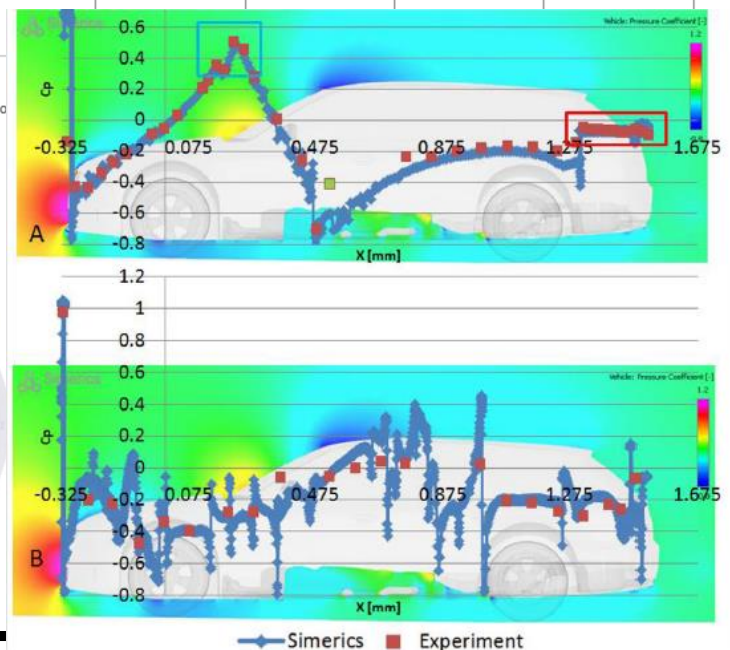 Vehicle: Pressure Coefficient [-]
1.2
0.6
0.4
0.2
0
-0.2
-0.4
-0.6
-0.8
Cp
-0.325 0.075 0.475 0.875 1.275 1.675
A
X [mm]
1.2
1
0.8
0.6
0.4
0.2
0
-0.2
-0.4
-0.6
-0.8
Simerics
Vehicle: Pressure Coefficient [-]
1.2
Cp
-0.325 0.075 0.475 0.875 1.275 1.675
B
X [mm]
Simerics Experiment